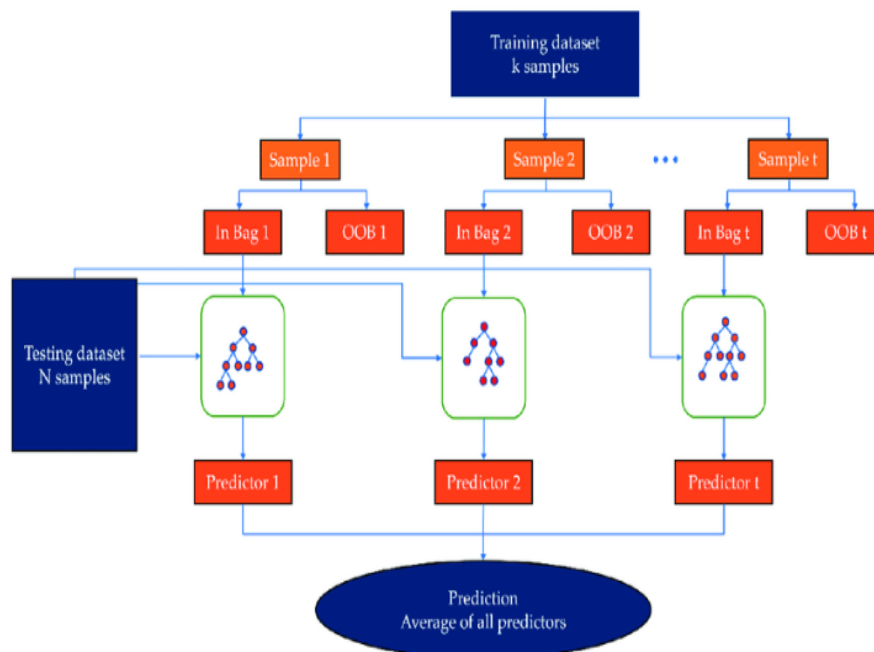 Training dataset
k samples
Sample 1
Sample 2
Sample t
In Bag 1
OOB 1
In Bag 2
OOB 2
In Bag t
OOB t
Testing dataset
N samples
Predictor 1
Predictor 2
Predictor t
Prediction
Average of all predictors